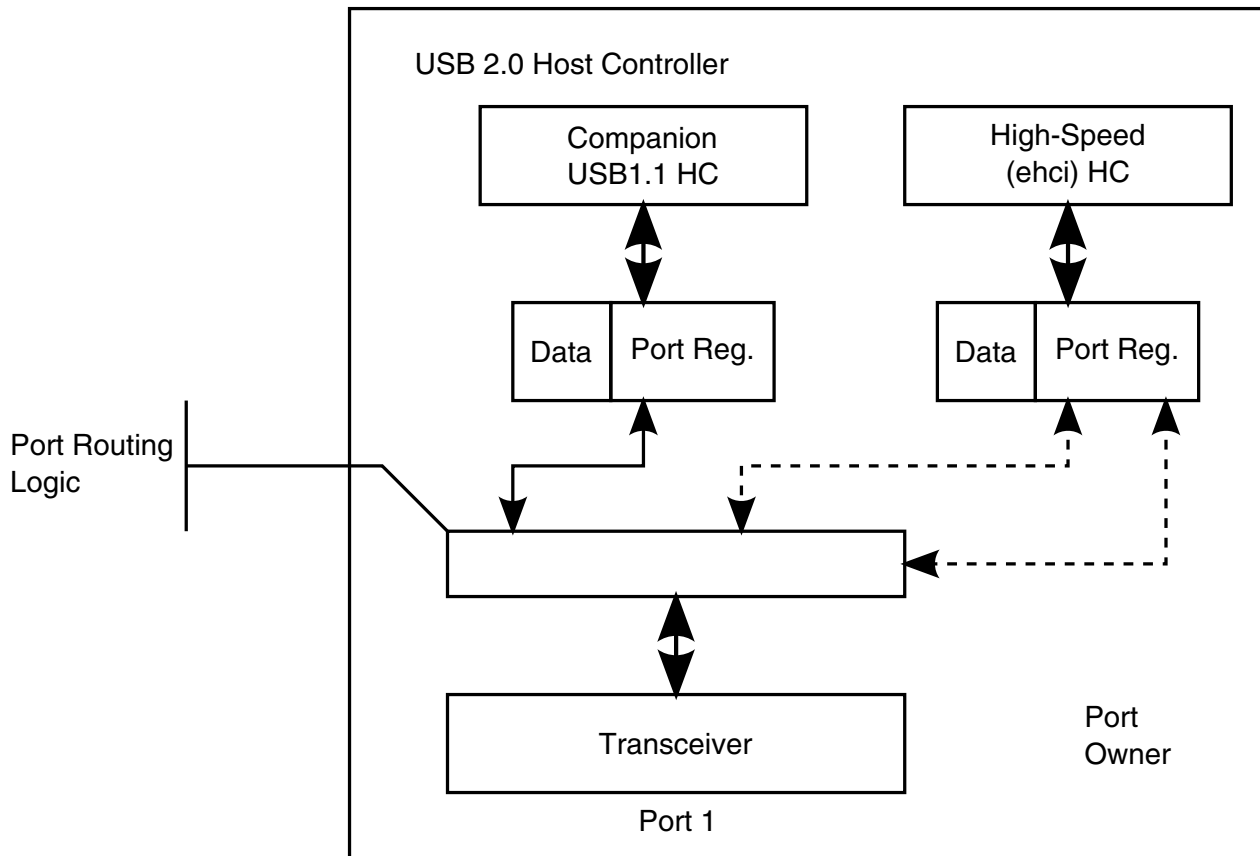 USB 2.0 Host Controller
Companion
USB1.1 HC
High-Speed
(ehci) HC
Data
Port Reg.
Data
Port Reg.
Port Routing
Logic
Transceiver
Port 1
Port
Owner